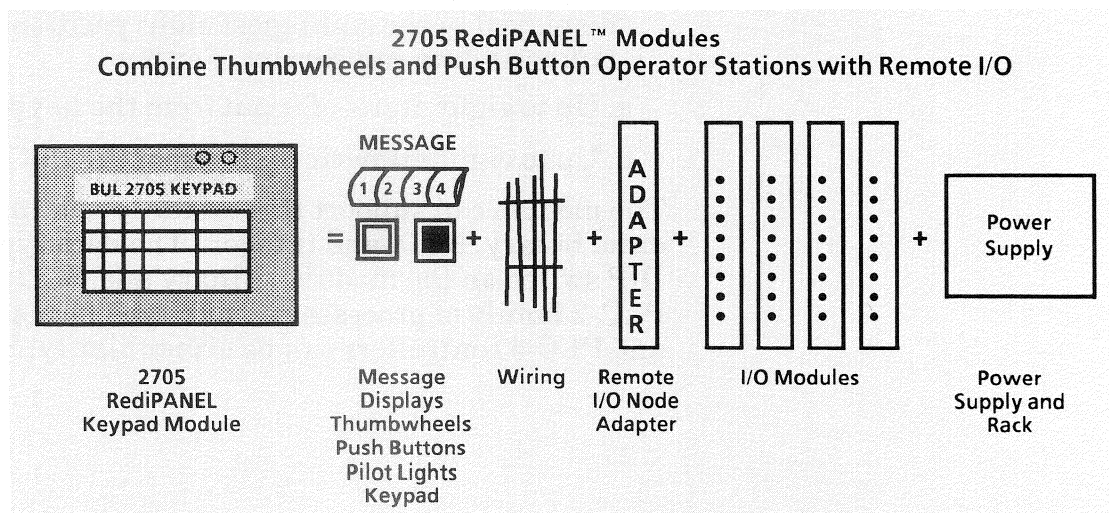 2705 RediPANEL™ Modules
Combine Thumbwheels and Push Button Operator Stations with Remote I/O
BUL 2705 KEYPAD
=
MESSAGE
1 2 3 4
+
+
ADAPTER
+
+
Power
Supply
2705
RediPANEL
Keypad Module
Message
Displays
Thumbwheels
Push Buttons
Pilot Lights
Keypad
Wiring
Remote
I/O Node
Adapter
I/O Modules
Power
Supply and
Rack